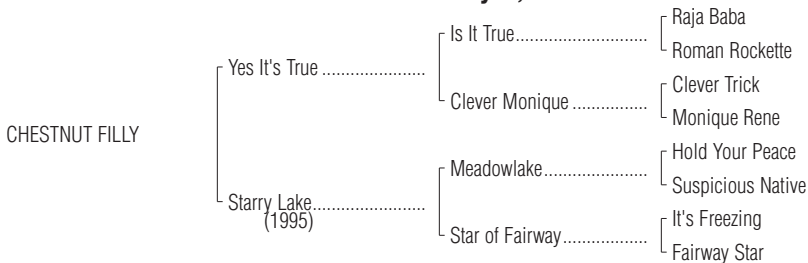 Raja Baba
Is It True
Roman Rockette
Yes It's True
Clever Trick
Clever Monique
Monique Rene
CHESTNUT FILLY
Hold Your Peace
Meadowlake
Suspicious Native
Starry Lake
(1995)
It's Freezing
Star of Fairway
Fairway Star